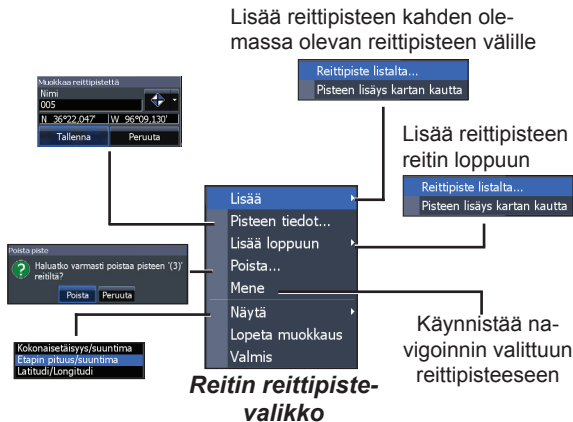 Lisää reittipisteen kahden ole-
massa olevan reittipisteen välille
Reittipiste listalta...
Pisteen lisäys kartan kautta
Muokkaa reittipistettä
Nimi
005
N 36°22,047' W 96°09,130'
Tallenna Peruuta
Lisää reittipisteen
reitin loppuun
Reittipiste listalta...
Pisteen lisäys kartan kautta
Lisää
Pisteen tiedot...
Lisää loppuun
Poista...
Mene
Näytä
Lopeta muokkaus
Valmis
Poista piste
Haluatko varmasti poistaa pisteen '(3)'
reitiltä?
Poista Peruuta
Kokonaisetäisyys/suuntima
Etapin pituus/suuntima
Latitudi/Longitudi
Käynnistää na-
vigoinnin valittuun
reittipisteeseen
Reitin reittipiste-
valikko